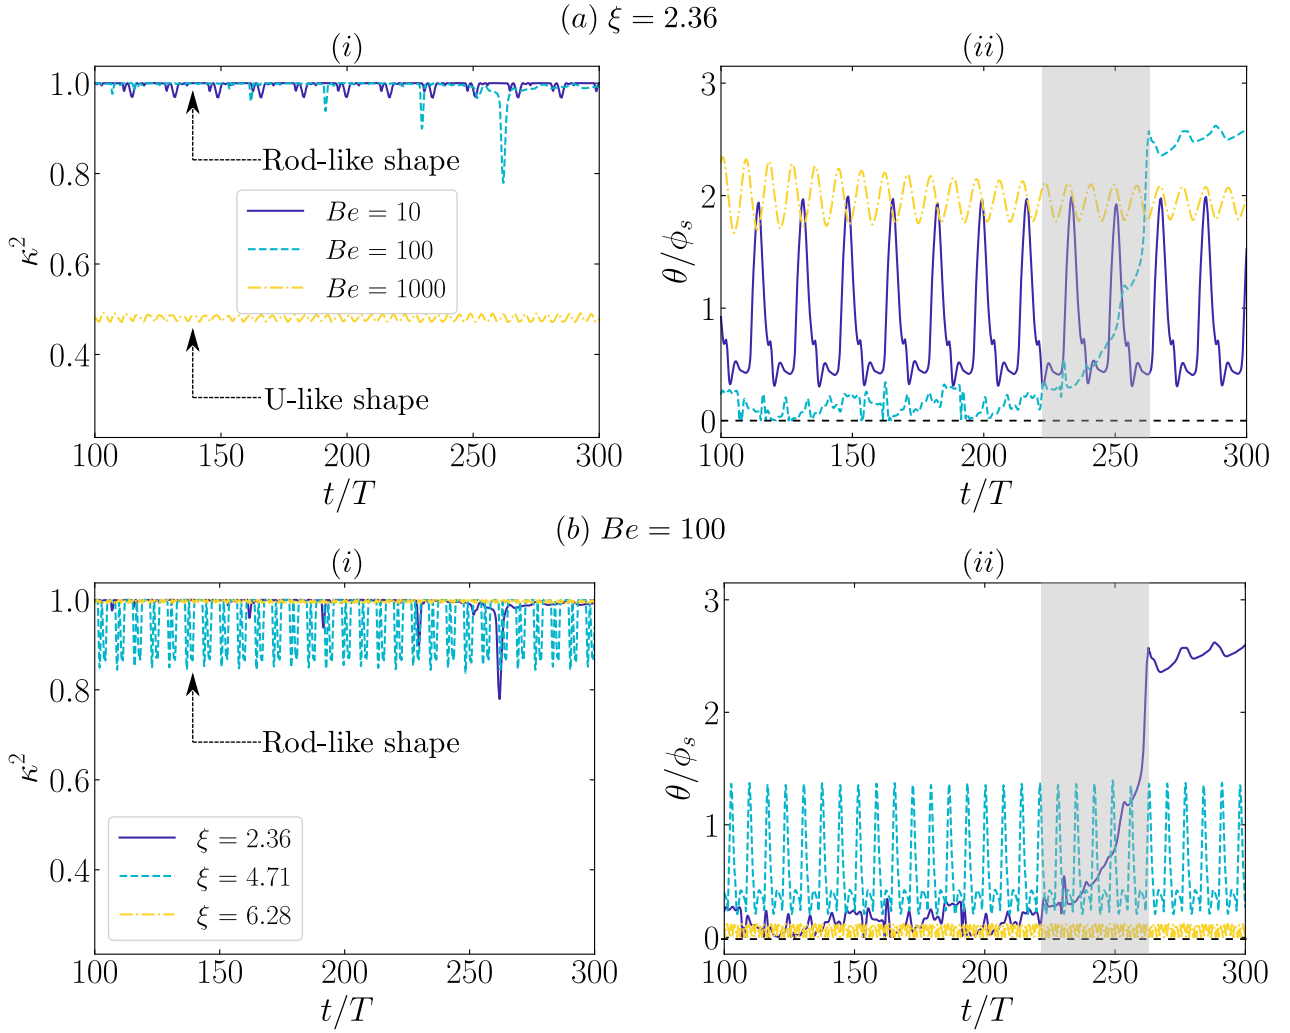 (a) ξ = 2.36
(i)
(ii)
1.0
0.8
0.6
0.4
κ²
Rod-like shape
Be = 10
Be = 100
Be = 1000
U-like shape
100 150 200 250 300
t/T
3
2
1
0
θ/ϕₛ
100 150 200 250 300
t/T
(b) Be = 100
(i)
(ii)
1.0
0.8
0.6
0.4
κ²
Rod-like shape
ξ = 2.36
ξ = 4.71
ξ = 6.28
100 150 200 250 300
t/T
3
2
1
0
θ/ϕₛ
100 150 200 250 300
t/T